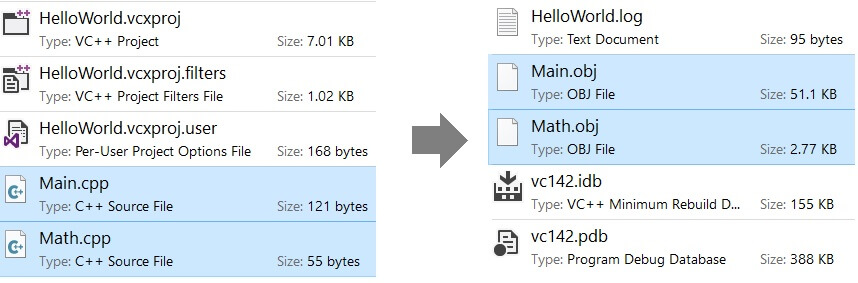 HelloWorld.vcxproj
Type: VC++ Project Size: 7.01 KB
HelloWorld.vcxproj.filters
Type: VC++ Project Filters File Size: 1.02 KB
HelloWorld.vcxproj.user
Type: Per-User Project Options File Size: 168 bytes
Main.cpp
Type: C++ Source File Size: 121 bytes
Math.cpp
Type: C++ Source File Size: 55 bytes
HelloWorld.log
Type: Text Document Size: 95 bytes
Main.obj
Type: OBJ File Size: 51.1 KB
Math.obj
Type: OBJ File Size: 2.77 KB
vc142.idb
Type: VC++ Minimum Rebuild D... Size: 155 KB
vc142.pdb
Type: Program Debug Database Size: 388 KB